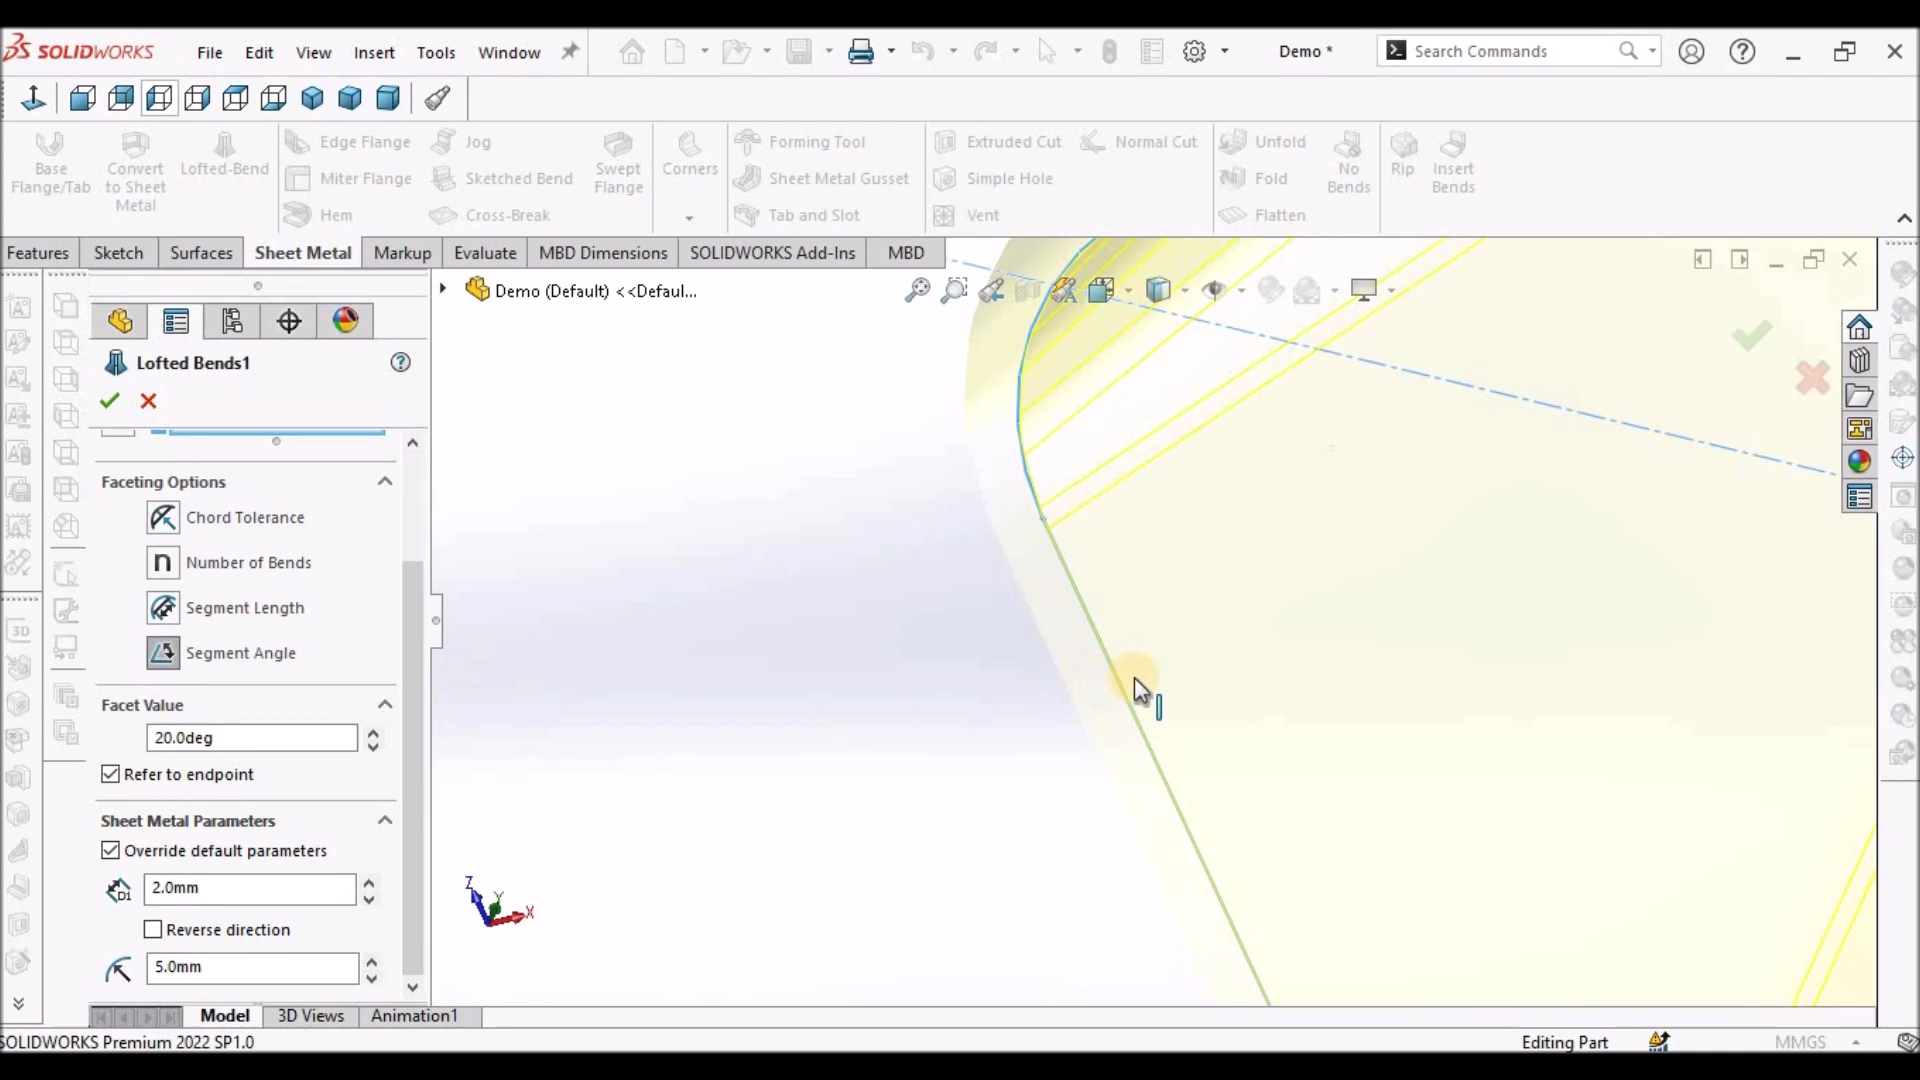 SOLIDWORKS File Edit View Insert Tools Window Demo * Search Commands
Base Flange/Tab
Convert to Sheet Metal
Lofted-Bend
Edge Flange
Miter Flange
Hem
Jog
Sketched Bend
Cross-Break
Swept Flange
Corners
Forming Tool
Sheet Metal Gusset
Tab and Slot
Extruded Cut
Simple Hole
Vent
Normal Cut
Unfold
Fold
Flatten
No Bends
Rip
Insert Bends
Features Sketch Surfaces Sheet Metal Markup Evaluate MBD Dimensions SOLIDWORKS Add-Ins MBD
Demo (Default) <<Defaul...
Lofted Bends1
Faceting Options
Chord Tolerance
n Number of Bends
Segment Length
Segment Angle
Facet Value
20.0deg
Refer to endpoint
Sheet Metal Parameters
Override default parameters
D1 2.0mm
Reverse direction
5.0mm
3D
Z Y X
Model 3D Views Animation1
SOLIDWORKS Premium 2022 SP1.0 Editing Part MMGS